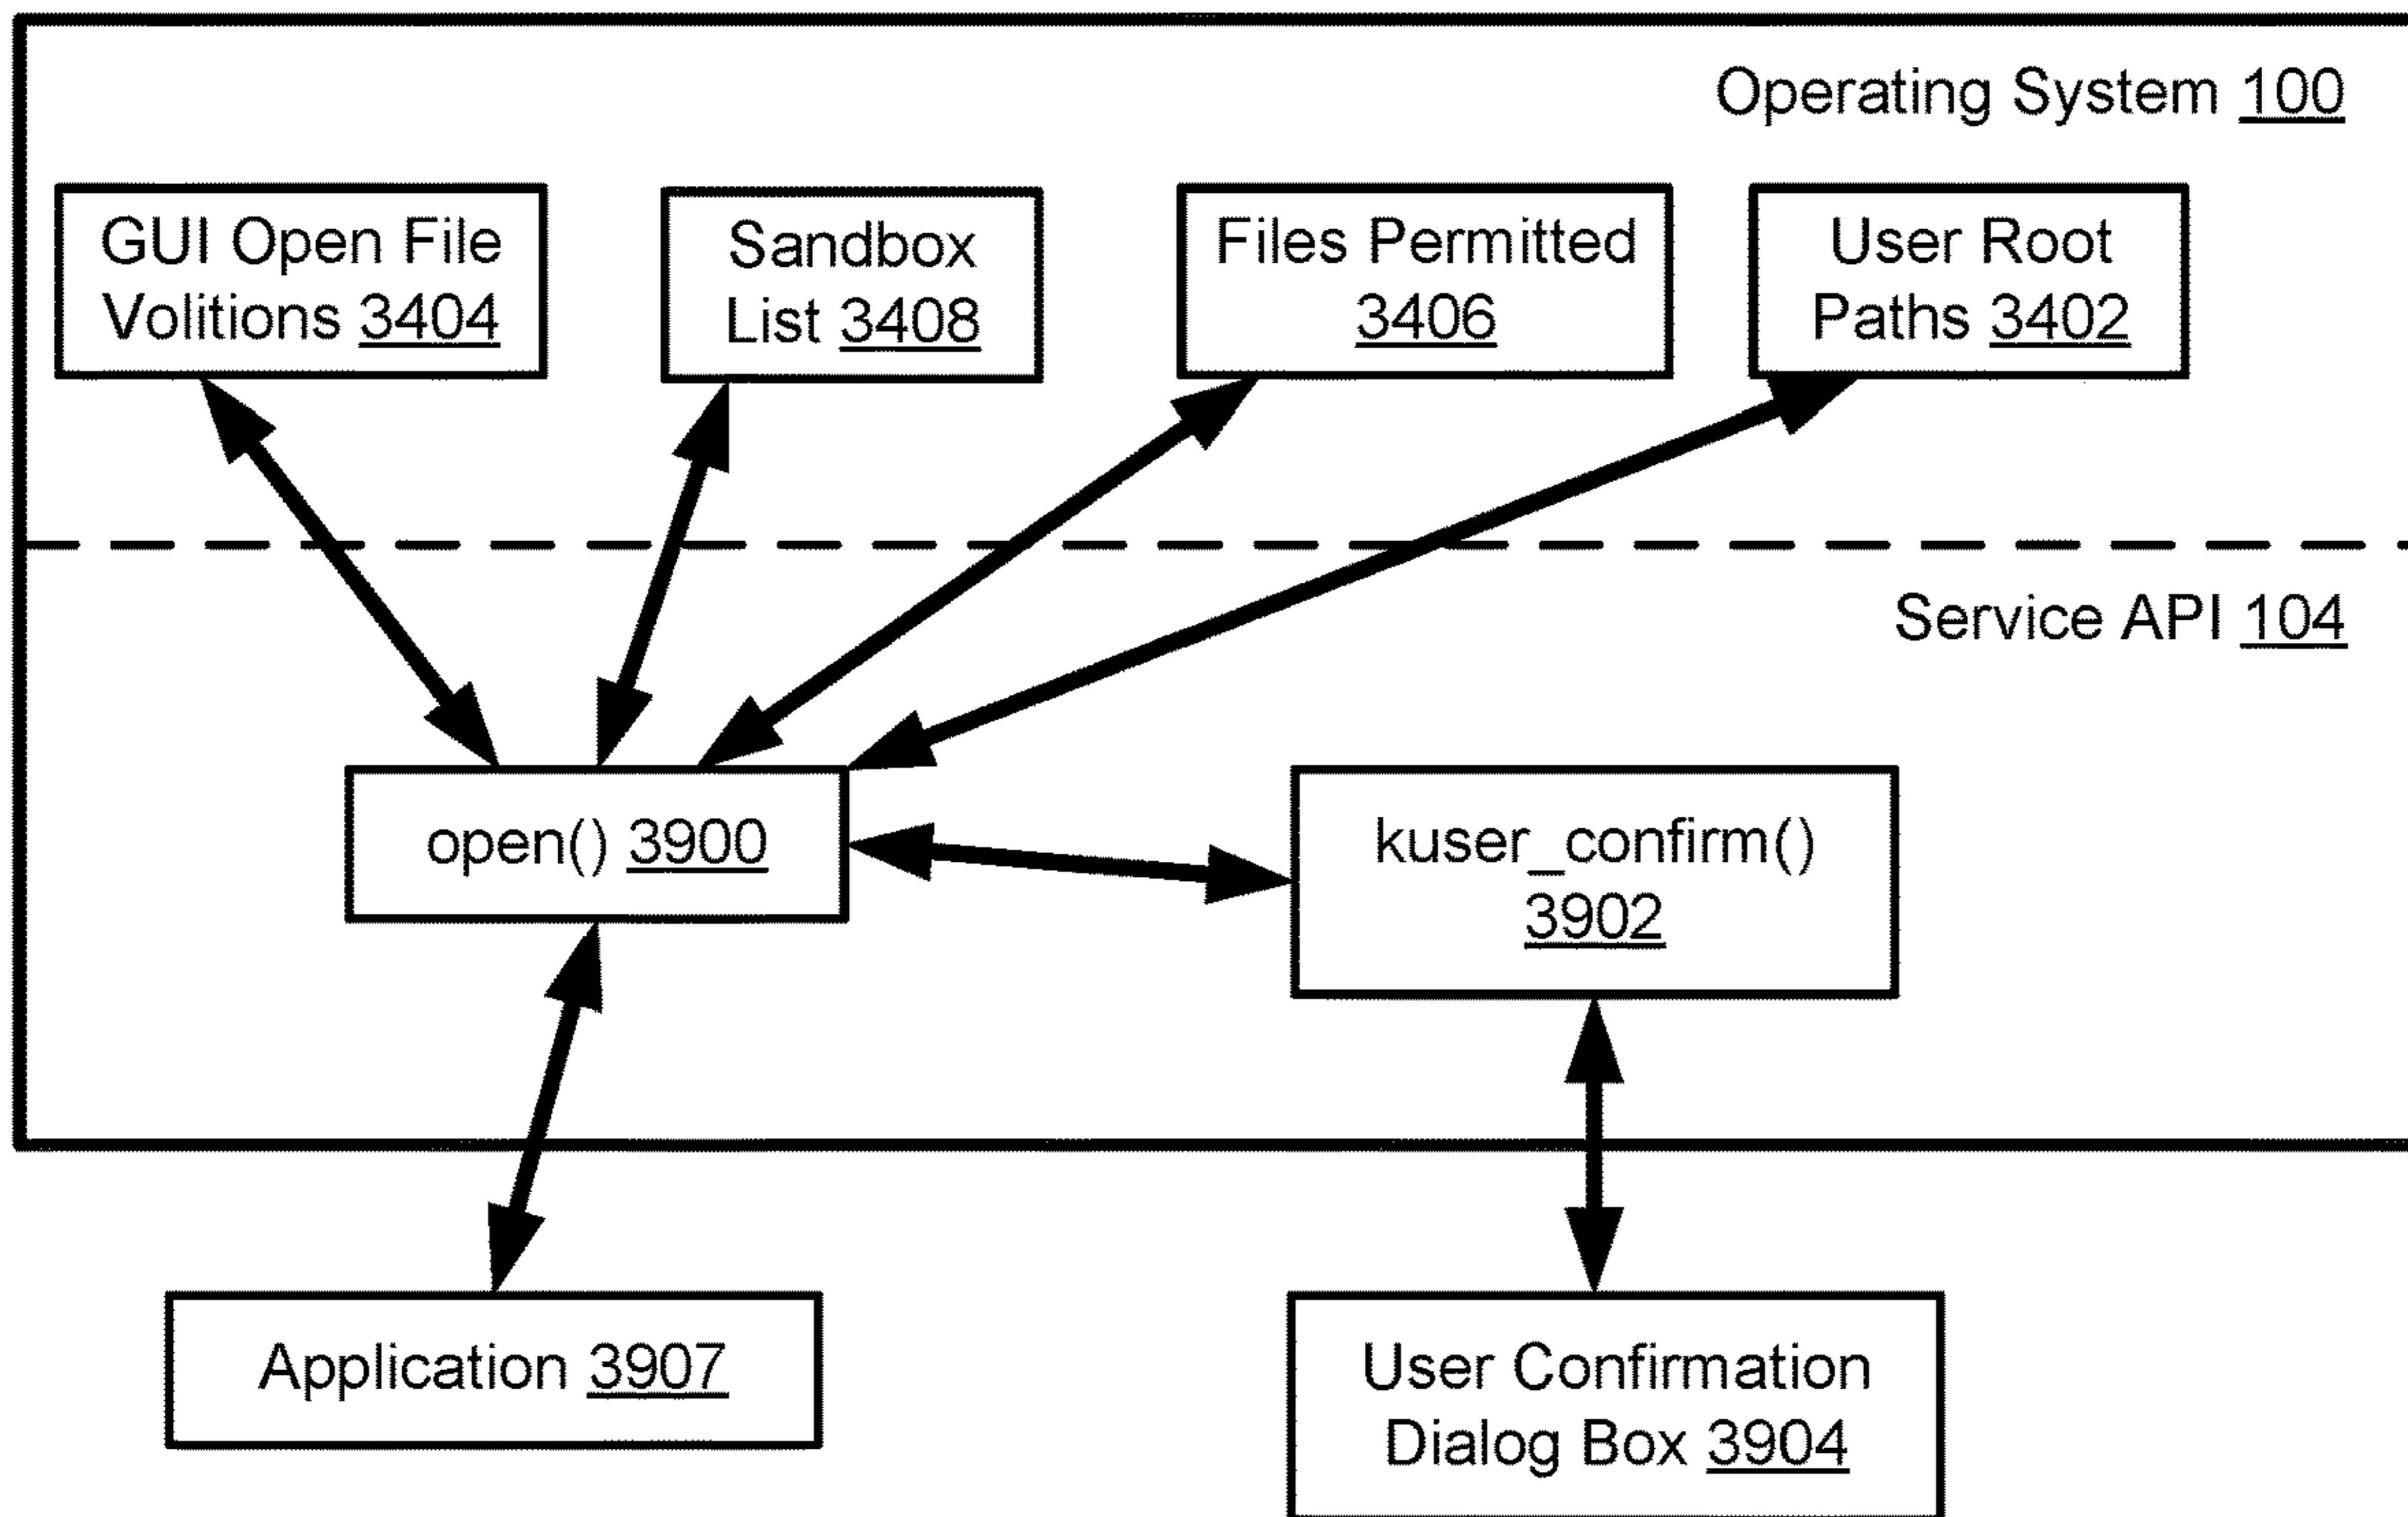 Operating System 100
GUI Open File
Volitions 3404
Sandbox
List 3408
Files Permitted
3406
User Root
Paths 3402
Service API 104
open() 3900
kuser_confirm()
3902
Application 3907
User Confirmation
Dialog Box 3904